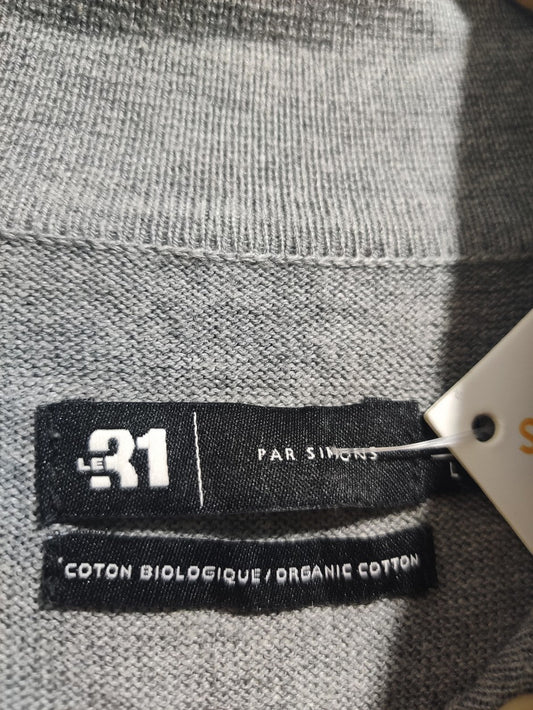 LE 31
PAR SIMONS
L
COTON BIOLOGIQUE / ORGANIC COTTON
S